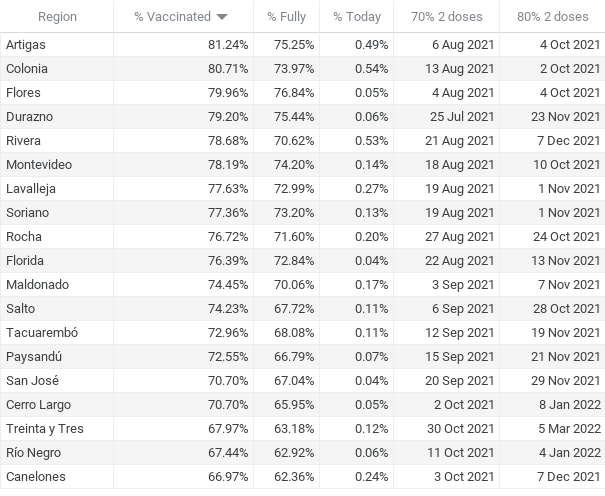 Region % Vaccinated % Fully % Today 70% 2 doses 80% 2 doses
Artigas 81.24% 75.25% 0.49% 6 Aug 2021 4 Oct 2021
Colonia 80.71% 73.97% 0.54% 13 Aug 2021 2 Oct 2021
Flores 79.96% 76.84% 0.05% 4 Aug 2021 4 Oct 2021
Durazno 79.20% 75.44% 0.06% 25 Jul 2021 23 Nov 2021
Rivera 78.68% 70.62% 0.53% 21 Aug 2021 7 Dec 2021
Montevideo 78.19% 74.20% 0.14% 18 Aug 2021 10 Oct 2021
Lavalleja 77.63% 72.99% 0.27% 19 Aug 2021 1 Nov 2021
Soriano 77.36% 73.20% 0.13% 19 Aug 2021 1 Nov 2021
Rocha 76.72% 71.60% 0.20% 27 Aug 2021 24 Oct 2021
Florida 76.39% 72.84% 0.04% 22 Aug 2021 13 Nov 2021
Maldonado 74.45% 70.06% 0.17% 3 Sep 2021 7 Nov 2021
Salto 74.23% 67.72% 0.11% 6 Sep 2021 28 Oct 2021
Tacuarembó 72.96% 68.08% 0.11% 12 Sep 2021 19 Nov 2021
Paysandú 72.55% 66.79% 0.07% 15 Sep 2021 21 Nov 2021
San José 70.70% 67.04% 0.04% 20 Sep 2021 29 Nov 2021
Cerro Largo 70.70% 65.95% 0.05% 2 Oct 2021 8 Jan 2022
Treinta y Tres 67.97% 63.18% 0.12% 30 Oct 2021 5 Mar 2022
Río Negro 67.44% 62.92% 0.06% 11 Oct 2021 4 Jan 2022
Canelones 66.97% 62.36% 0.24% 3 Oct 2021 7 Dec 2021